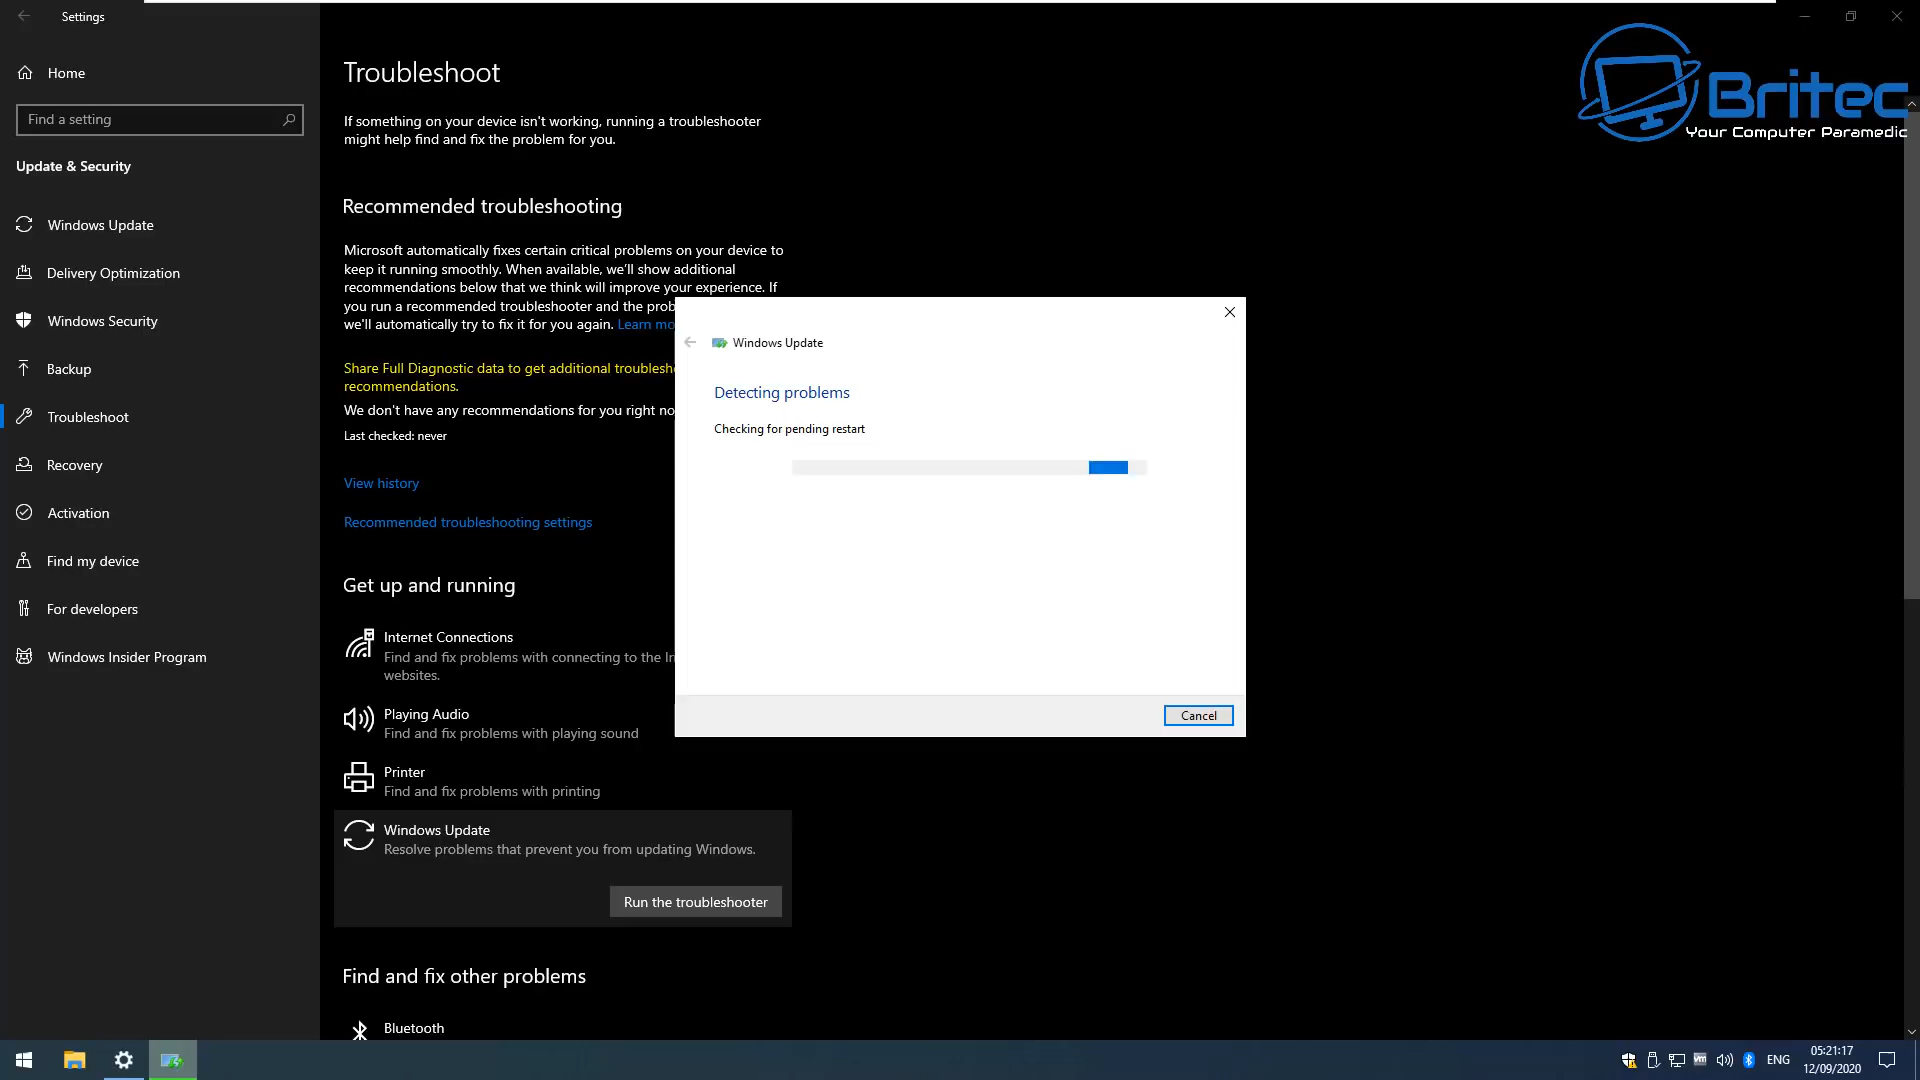 Settings
Home
Find a setting
Update & Security
Windows Update
Delivery Optimization
Windows Security
Backup
Troubleshoot
Recovery
Activation
Find my device
For developers
Windows Insider Program
Troubleshoot
If something on your device isn't working, running a troubleshooter
might help find and fix the problem for you.
Recommended troubleshooting
Microsoft automatically fixes certain critical problems on your device to
keep it running smoothly. When available, we'll show additional
recommendations below that we think will improve your experience. If
you run a recommended troubleshooter and the prob
we'll automatically try to fix it for you again. Learn mo
Share Full Diagnostic data to get additional troublesh
recommendations.
We don't have any recommendations for you right no
Last checked: never
View history
Recommended troubleshooting settings
Get up and running
Internet Connections
Find and fix problems with connecting to the In
websites.
Playing Audio
Find and fix problems with playing sound
Printer
Find and fix problems with printing
Windows Update
Resolve problems that prevent you from updating Windows.
Run the troubleshooter
Find and fix other problems
Bluetooth
Windows Update
Detecting problems
Checking for pending restart
Cancel
Britec
Your Computer Paramedic
ENG
05:21:17
12/09/2020